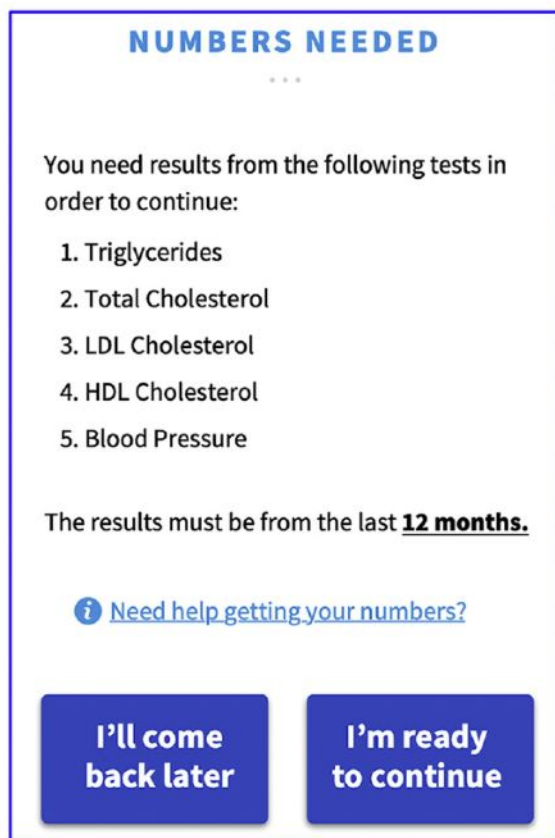 NUMBERS NEEDED
...
You need results from the following tests in
order to continue:
1. Triglycerides
2. Total Cholesterol
3. LDL Cholesterol
4. HDL Cholesterol
5. Blood Pressure
The results must be from the last 12 months.
i Need help getting your numbers?
I’ll come
back later
I’m ready
to continue